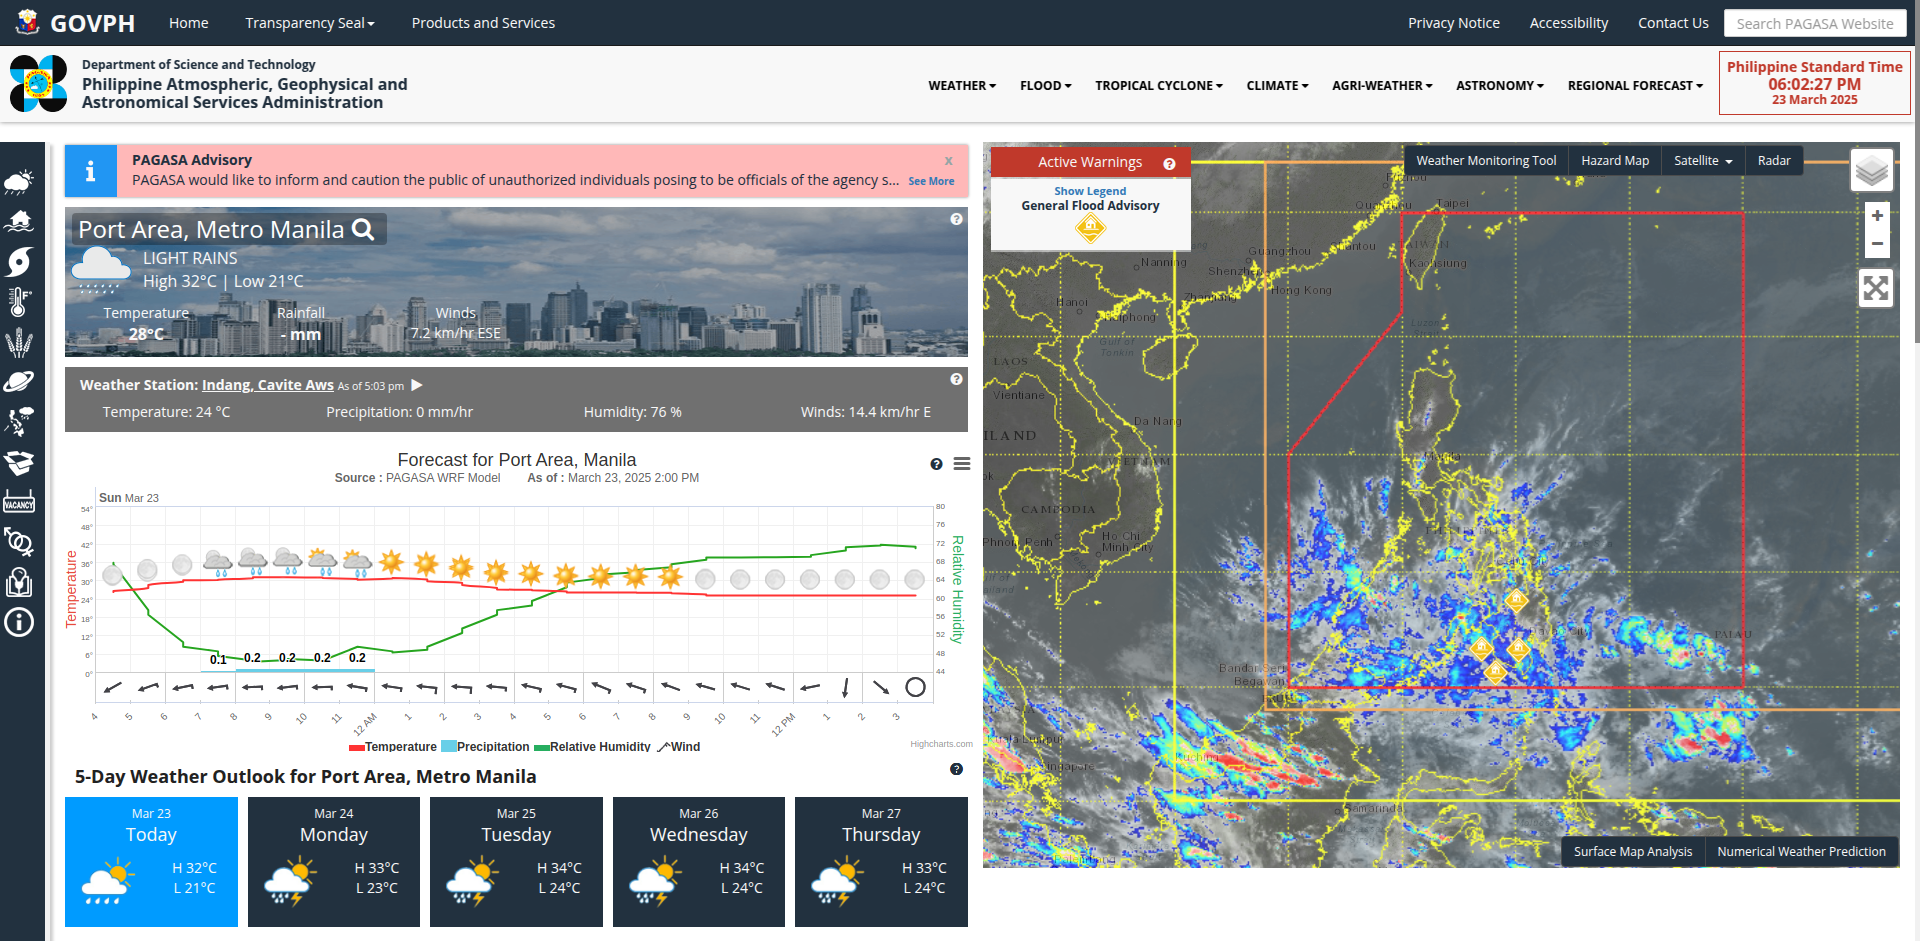 GOVPH
Home
Transparency Seal
Products and Services
Privacy Notice
Accessibility
Contact Us
Search PAGASA Website
Department of Science and Technology
Philippine Atmospheric, Geophysical and
Astronomical Services Administration
WEATHER
FLOOD
TROPICAL CYCLONE
CLIMATE
AGRI-WEATHER
ASTRONOMY
REGIONAL FORECAST
Philippine Standard Time
06:02:27 PM
23 March 2025
VACANCY
PAGASA Advisory
x
PAGASA would like to inform and caution the public of unauthorized individuals posing to be officials of the agency s... See More
Port Area, Metro Manila
LIGHT RAINS
High 32°C | Low 21°C
Temperature
28°C
Rainfall
- mm
Winds
7.2 km/hr ESE
Weather Station: Indang, Cavite Aws As of 5:03 pm
Temperature: 24 °C
Precipitation: 0 mm/hr
Humidity: 76 %
Winds: 14.4 km/hr E
Forecast for Port Area, Manila
Source : PAGASA WRF Model As of : March 23, 2025 2:00 PM
Sun Mar 23
Temperature
54°
48°
42°
36°
30°
24°
18°
12°
6°
0°
0.1
0.2
0.2
0.2
0.2
80
76
72
68
64
60
56
52
48
44
Relative Humidity
4
5
6
7
8
9
10
11
12 AM
1
2
3
4
5
6
7
8
9
10
11
12 PM
1
2
3
Temperature
Precipitation
Relative Humidity
Wind
Highcharts.com
5-Day Weather Outlook for Port Area, Metro Manila
Mar 23
Today
H 32°C
L 21°C
Mar 24
Monday
H 33°C
L 23°C
Mar 25
Tuesday
H 34°C
L 24°C
Mar 26
Wednesday
H 34°C
L 24°C
Mar 27
Thursday
H 33°C
L 24°C
Active Warnings
Show Legend
General Flood Advisory
Weather Monitoring Tool
Hazard Map
Satellite
Radar
+
−
Taipei
TAIWAN
Kaohsiung
Guangzhou
Shenzhen
Hong Kong
Nanning
Zhanjiang
Hanoi
Haiphong
Gulf of
Tonkin
LAOS
Vientiane
Da Nang
ILAND
VIETNAM
CAMBODIA
Phnom Penh
Ho Chi
Minh City
Luzon
Manila
PALAU
Bandar Seri
Begawan
Kuala Lumpur
Singapore
Kuching
Samarinda
Palembang
Surface Map Analysis
Numerical Weather Prediction